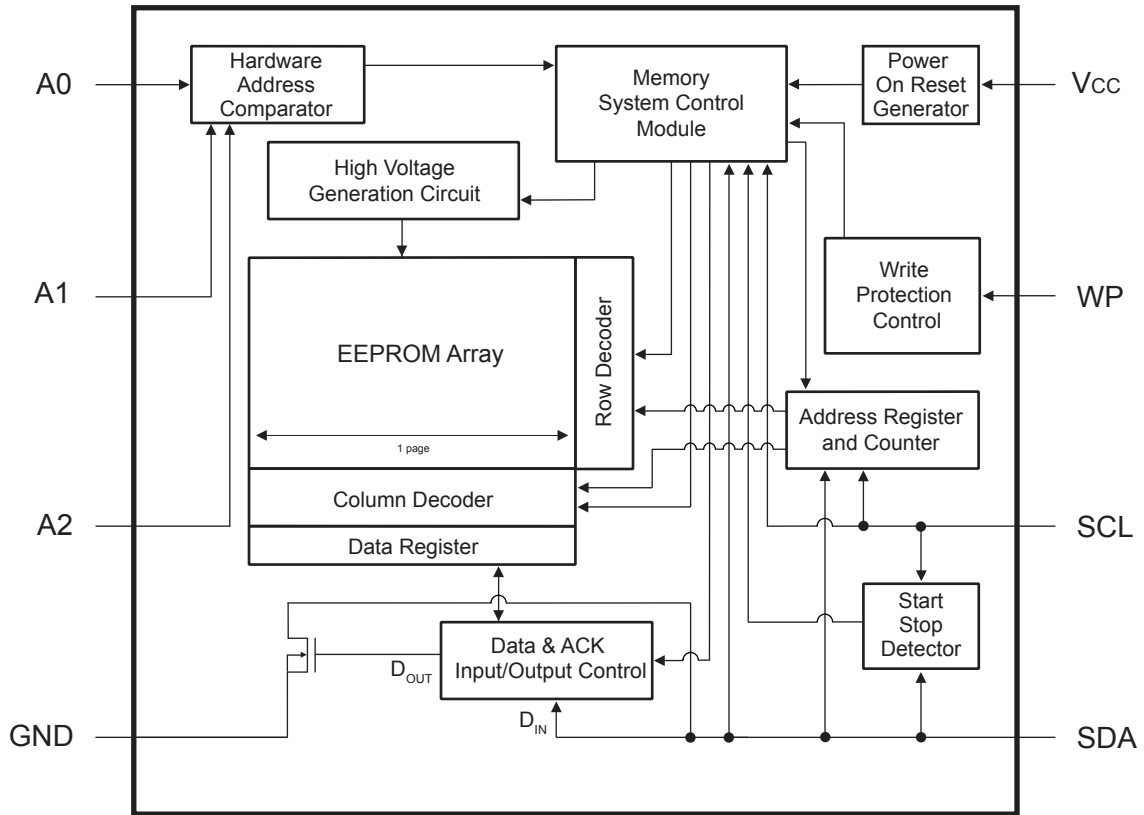 A0
Hardware
Address
Comparator
Memory
System Control
Module
Power
On Reset
Generator
VCC
High Voltage
Generation Circuit
A1
EEPROM Array
1 page
Row Decoder
Write
Protection
Control
WP
Address Register
and Counter
A2
Column Decoder
Data Register
SCL
Start
Stop
Detector
Data & ACK
Input/Output Control
DOUT
DIN
GND
SDA